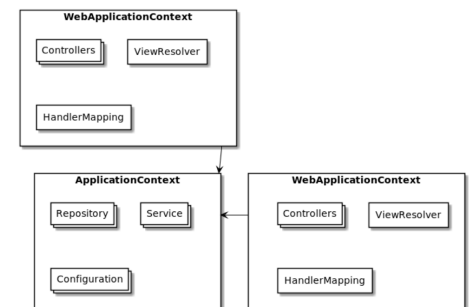 WebApplicationContext
Controllers
ViewResolver
HandlerMapping
ApplicationContext
Repository
Service
Configuration
WebApplicationContext
Controllers
ViewResolver
HandlerMapping